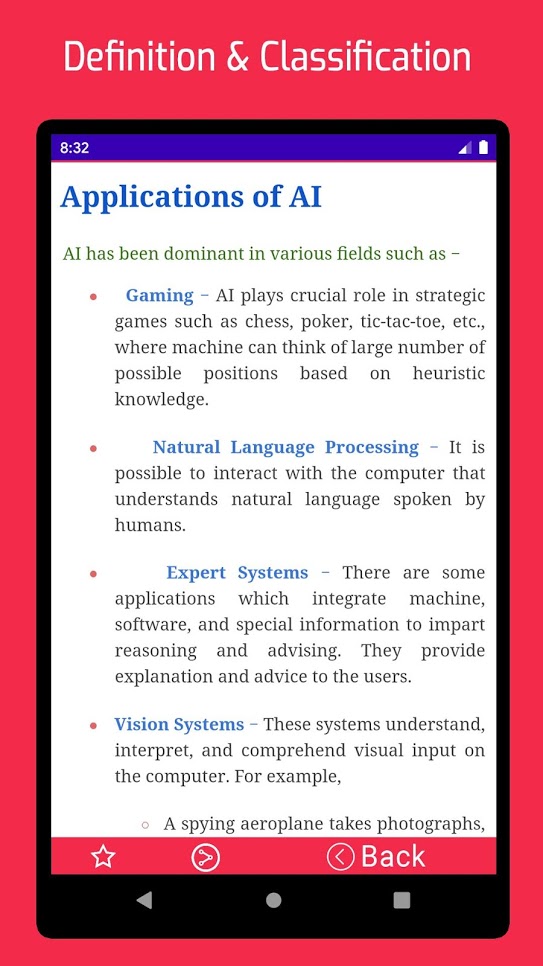 Definition & Classification
8:32
Applications of AI
AI has been dominant in various fields such as −
Gaming − AI plays crucial role in strategic
games such as chess, poker, tic-tac-toe, etc.,
where machine can think of large number of
possible positions based on heuristic
knowledge.
Natural Language Processing − It is
possible to interact with the computer that
understands natural language spoken by
humans.
Expert Systems − There are some
applications which integrate machine,
software, and special information to impart
reasoning and advising. They provide
explanation and advice to the users.
Vision Systems − These systems understand,
interpret, and comprehend visual input on
the computer. For example,
A spying aeroplane takes photographs,
Back